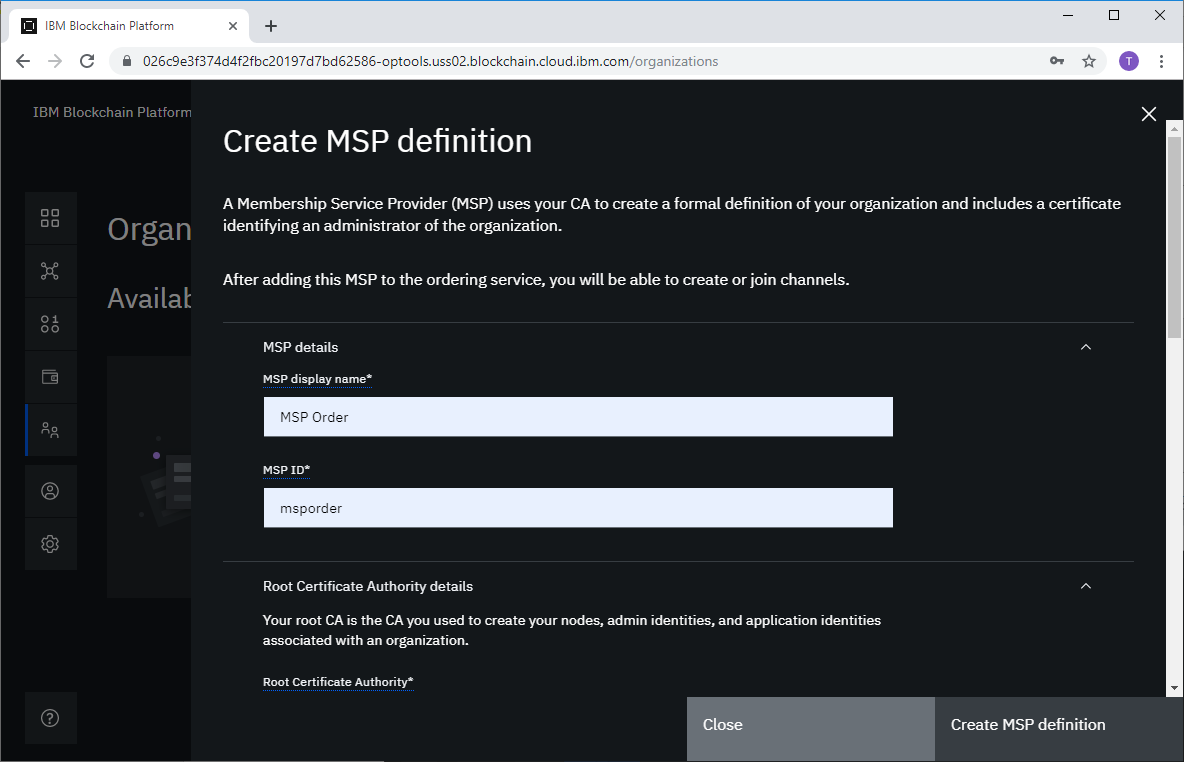 IBM Blockchain Platform
026c9e3f374d4f2fbc20197d7bd62586-optools.uss02.blockchain.cloud.ibm.com/organizations
T
IBM Blockchain Platform
Organ
Availab
Create MSP definition
A Membership Service Provider (MSP) uses your CA to create a formal definition of your organization and includes a certificate
identifying an administrator of the organization.
After adding this MSP to the ordering service, you will be able to create or join channels.
MSP details
MSP display name*
MSP Order
MSP ID*
msporder
Root Certificate Authority details
Your root CA is the CA you used to create your nodes, admin identities, and application identities
associated with an organization.
Root Certificate Authority*
Close
Create MSP definition